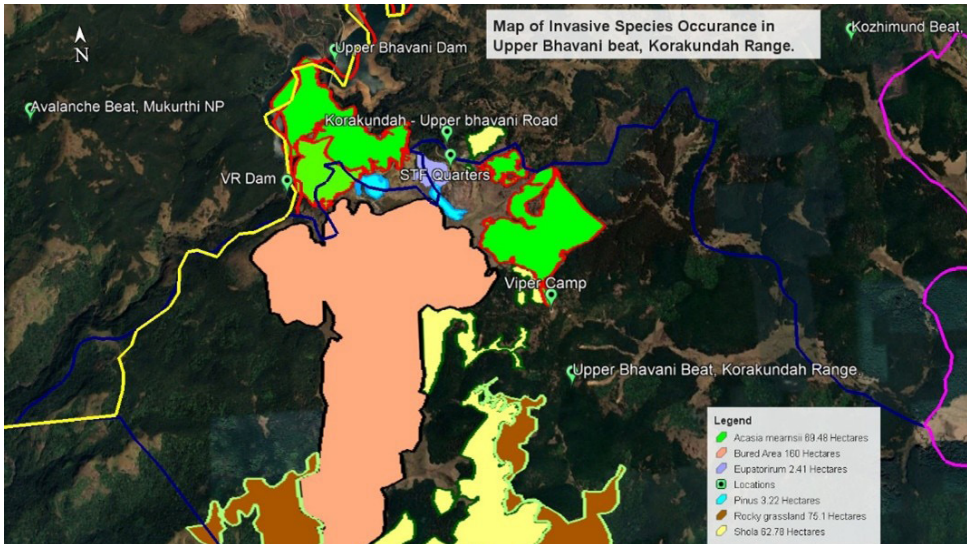 Map of Invasive Species Occurance in
Upper Bhavani beat, Korakundah Range.
Kozhimund Beat,
N
Upper Bhavani Dam
Avalanche Beat, Mukurthi NP
Korakundah - Upper bhavani Road
STF Quarters
VR Dam
Viper Camp
Upper Bhavani Beat, Korakundah Range
Legend
Acasia mearnsii 69.48 Hectares
Bured Area 160 Hectares
Eupatorirum 2.41 Hectares
Locations
Pinus 3.22 Hectares
Rocky grassland 75.1 Hectares
Shola 62.78 Hectares